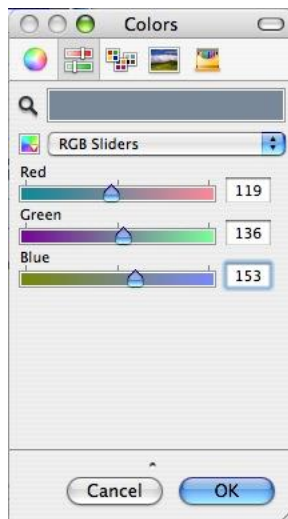 Colors
RGB Sliders
Red
119
Green
136
Blue
153
Cancel
OK